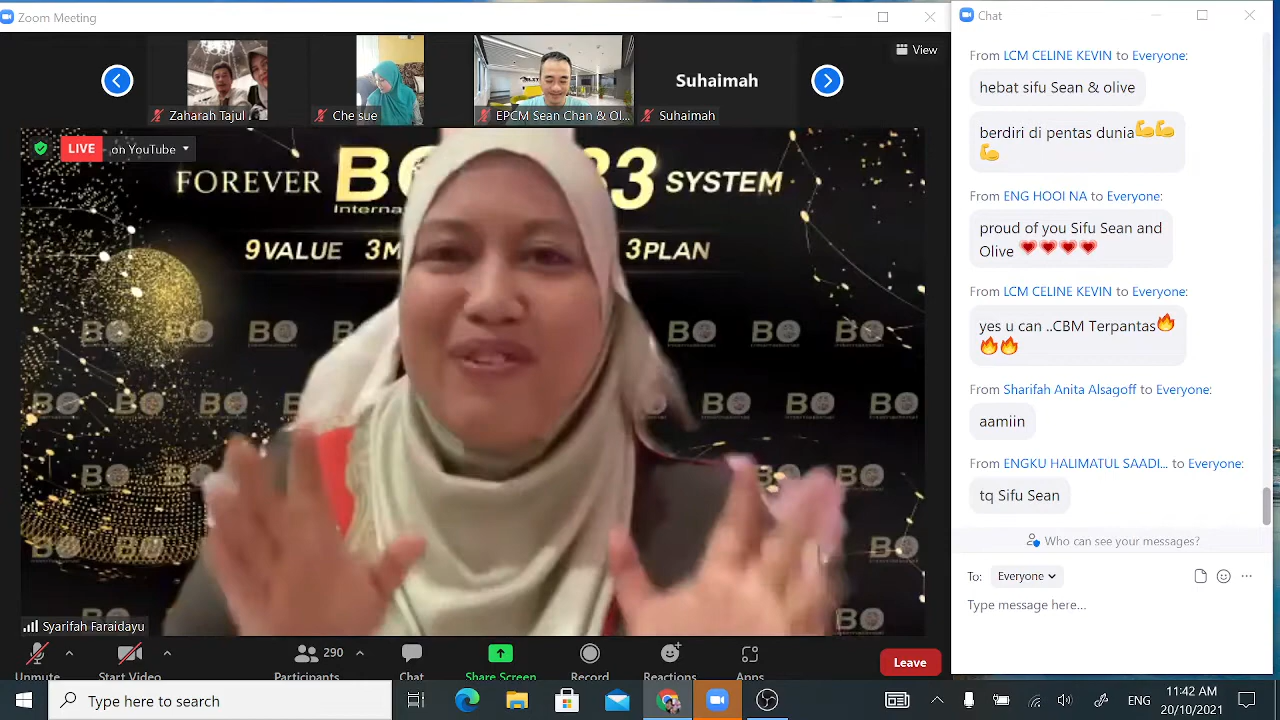 Zoom Meeting
Chat
View
Zaharah Tajul
Che sue
EPCM Sean Chan & Ol...
Suhaimah
Suhaimah
LIVE on YouTube
FOREVER SYSTEM
9VALUE 3PLAN
Syarifah Faraidayu
From LCM CELINE KEVIN to Everyone:
hebat sifu Sean & olive
berdiri di pentas dunia💪💪
💪
From ENG HOOI NA to Everyone:
proud of you Sifu Sean and
Olive ❤️❤️❤️❤️
From LCM CELINE KEVIN to Everyone:
yes u can ..CBM Terpantas🔥
🔥🔥
From Sharifah Anita Alsagoff to Everyone:
aamiin
From ENGKU HALIMATUL SAADI... to Everyone:
tq Sifu Sean
Who can see your messages?
To: Everyone
Type message here...
Unmute
Start Video
290
Participants
Chat
Share Screen
Record
Reactions
Apps
Leave
Type here to search
ENG
11:42 AM
20/10/2021